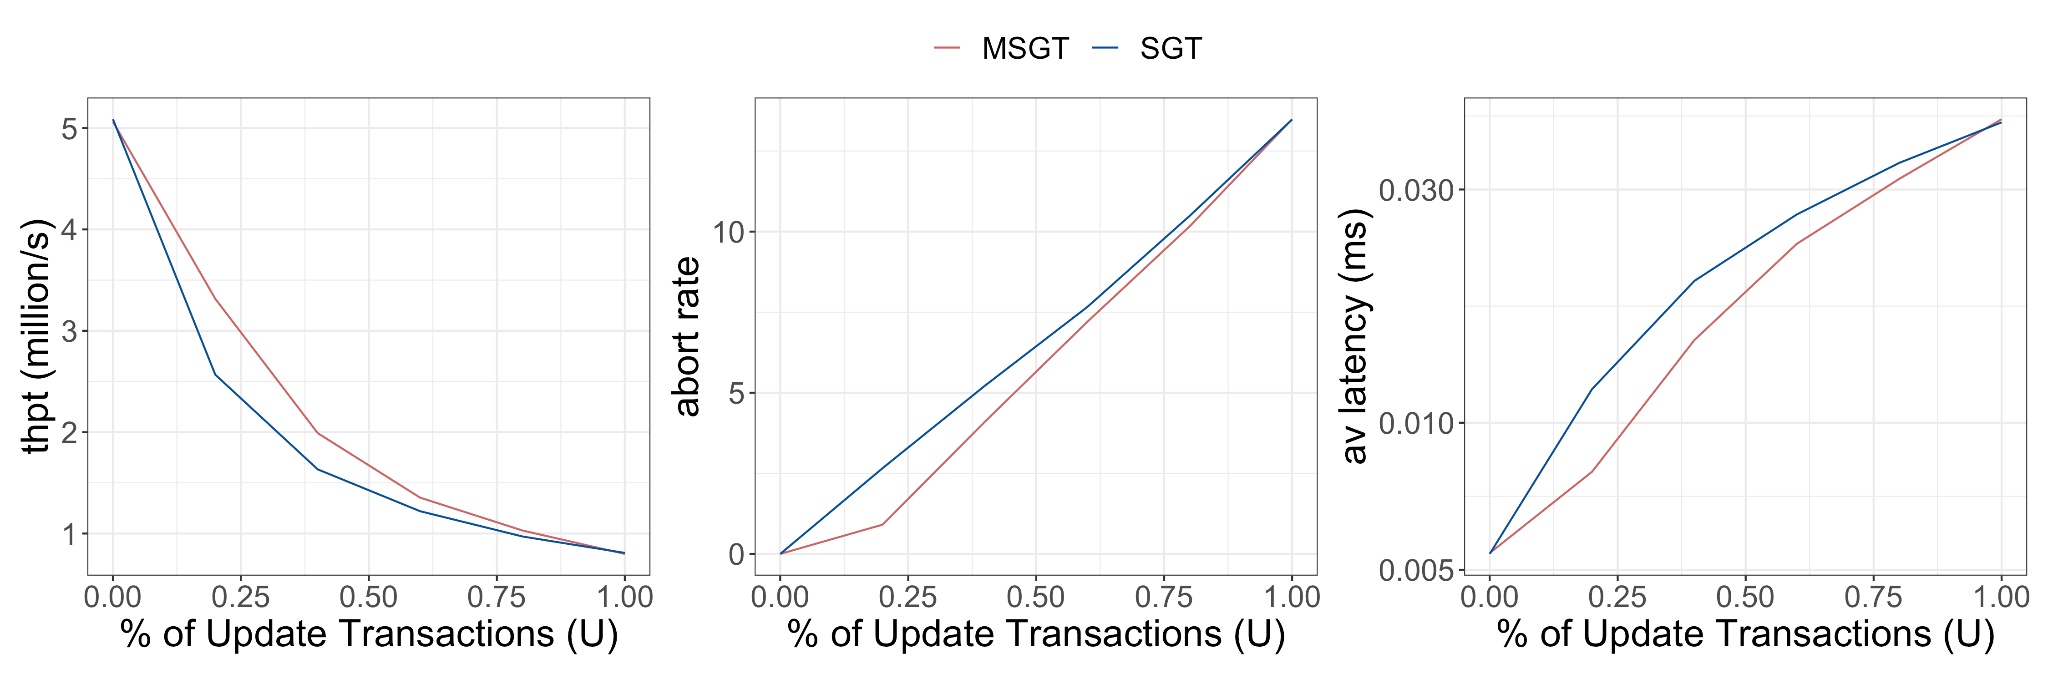 MSGT SGT
thpt (million/s)
5
4
3
2
1
0.00 0.25 0.50 0.75 1.00
% of Update Transactions (U)
abort rate
10
5
0
0.00 0.25 0.50 0.75 1.00
% of Update Transactions (U)
av latency (ms)
0.030
0.010
0.005
0.00 0.25 0.50 0.75 1.00
% of Update Transactions (U)